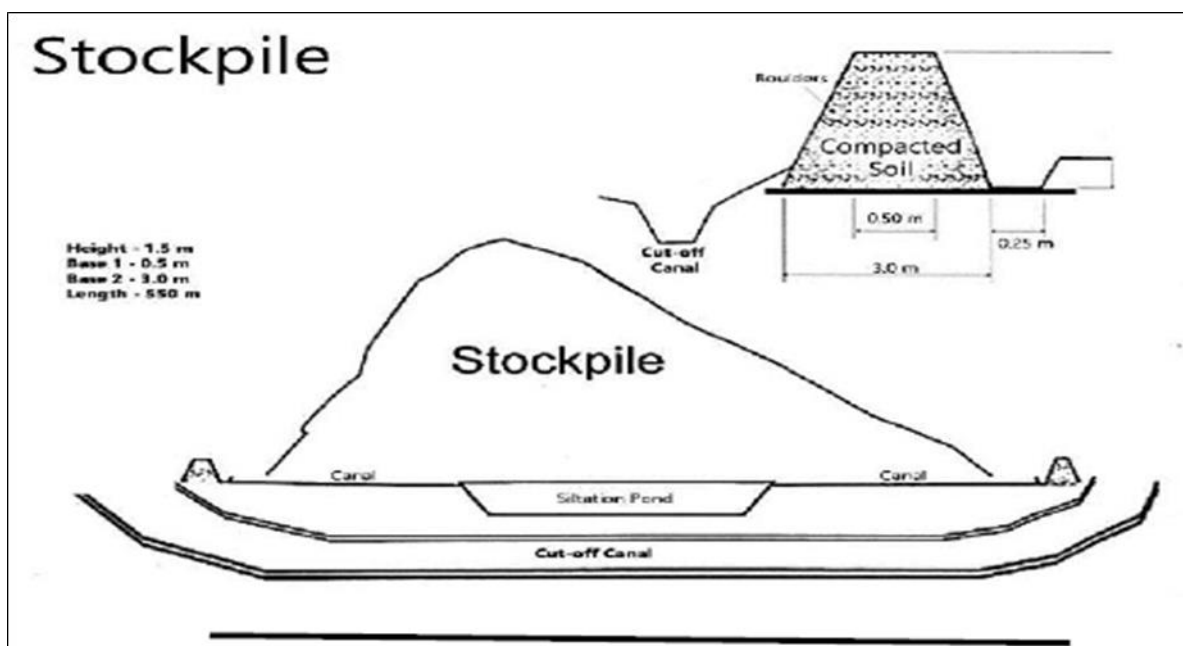 Stockpile
Boulders
Compacted
Soil
0.50 m
0.25 m
Cut-off
Canal
3.0 m
Height - 1.5 m
Base 1 - 0.5 m
Base 2 - 3.0 m
Length - 550 m
Stockpile
Canal
Canal
Siltation Pond
Cut-off Canal